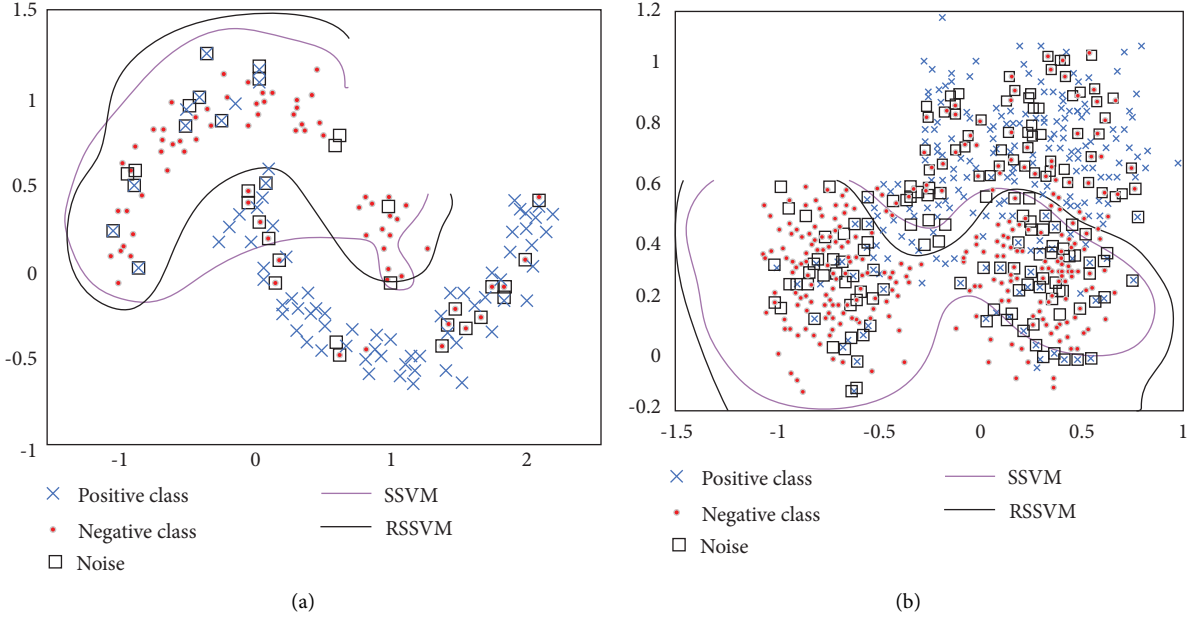 1.5
1
0.5
0
-0.5
-1
-1 0 1 2
Positive class
Negative class
Noise
SSVM
RSSVM
(a)
1.2
1
0.8
0.6
0.4
0.2
0
-0.2
-1.5 -1 -0.5 0 0.5 1
Positive class
Negative class
Noise
SSVM
RSSVM
(b)